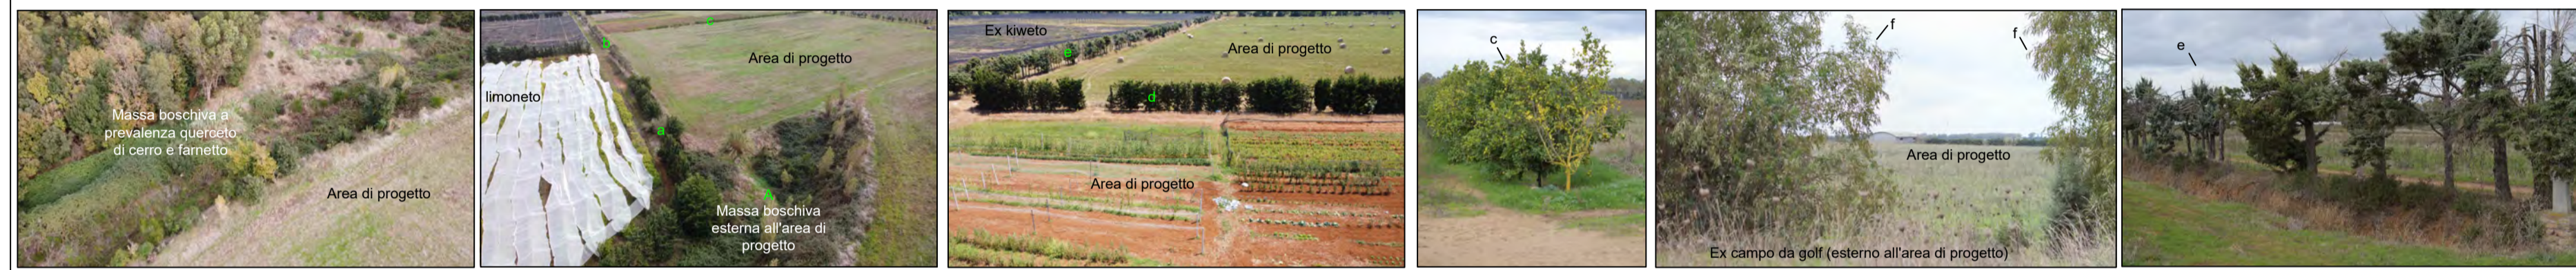 Massa boschiva a
prevalenza querceto
di cerro e farnetto
Area di progetto
c
b
Area di progetto
limoneto
a
A
Massa boschiva
esterna all'area di
progetto
Ex kiweto
e
Area di progetto
d
Area di progetto
c
f
f
Area di progetto
Ex campo da golf (esterno all'area di progetto)
e